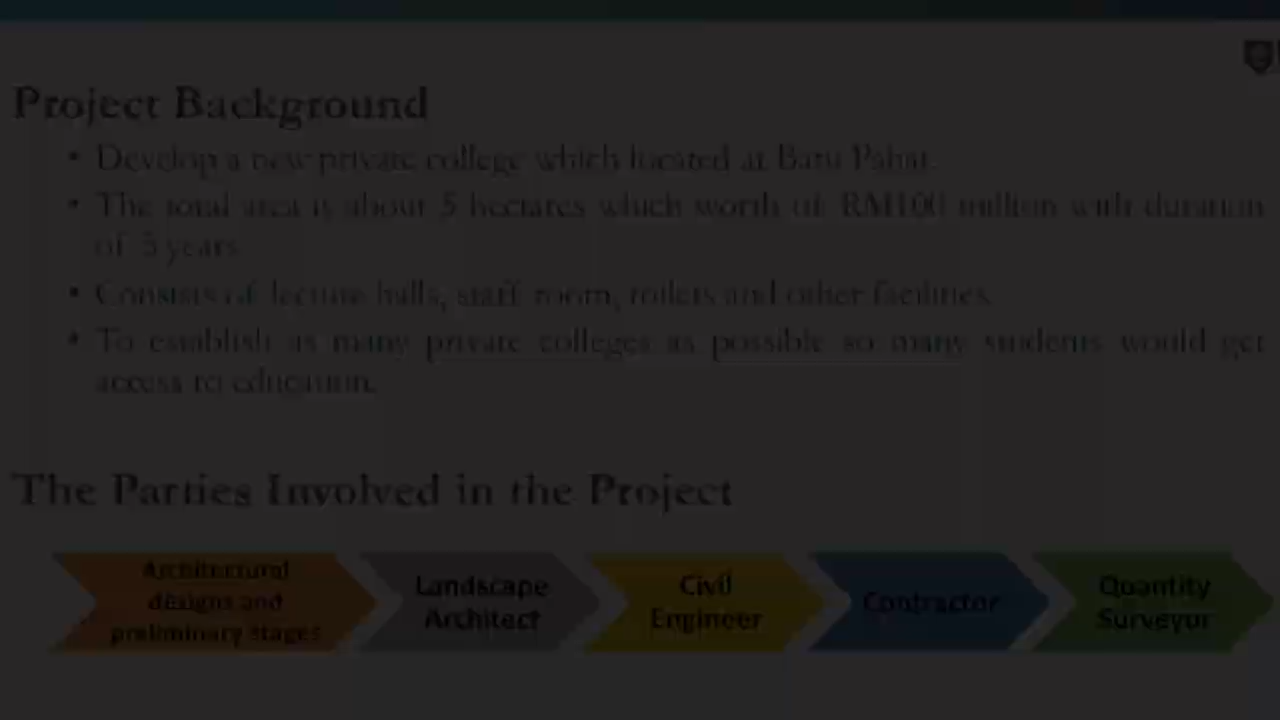 Project Background
• Develop a new private college which located at Batu Pahat.
• The total area is about 5 hectares which worth of RM100 million with duration
of 5 years.
• Consists of lecture halls, staff room, toilets and other facilities.
• To establish as many private colleges as possible so many students would get
access to education.
The Parties Involved in the Project
Architectural
designs and
preliminary stages
Landscape
Architect
Civil
Engineer
Contractor
Quantity
Surveyor